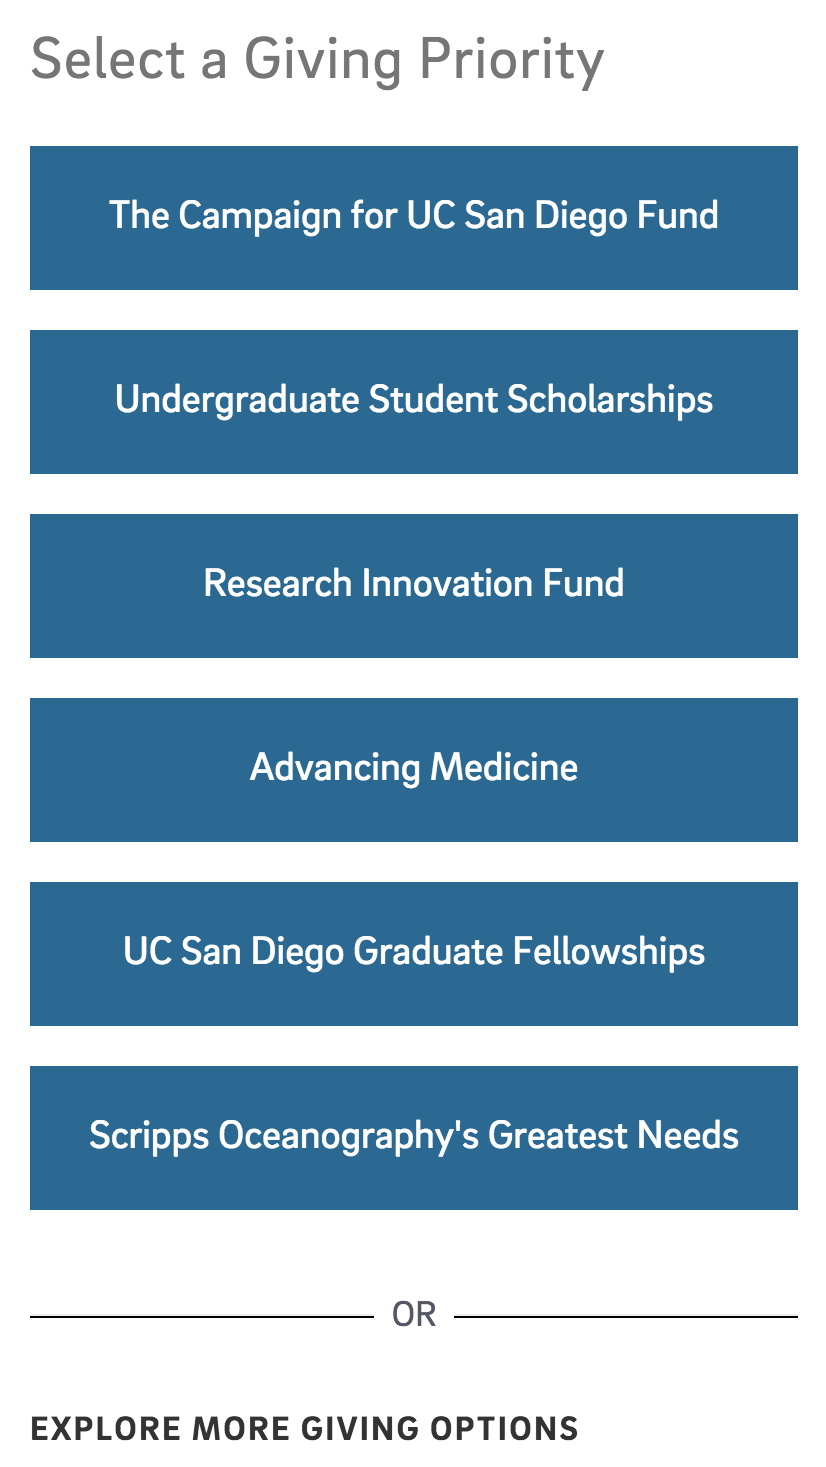 Select a Giving Priority
The Campaign for UC San Diego Fund
Undergraduate Student Scholarships
Research Innovation Fund
Advancing Medicine
UC San Diego Graduate Fellowships
Scripps Oceanography's Greatest Needs
OR
EXPLORE MORE GIVING OPTIONS